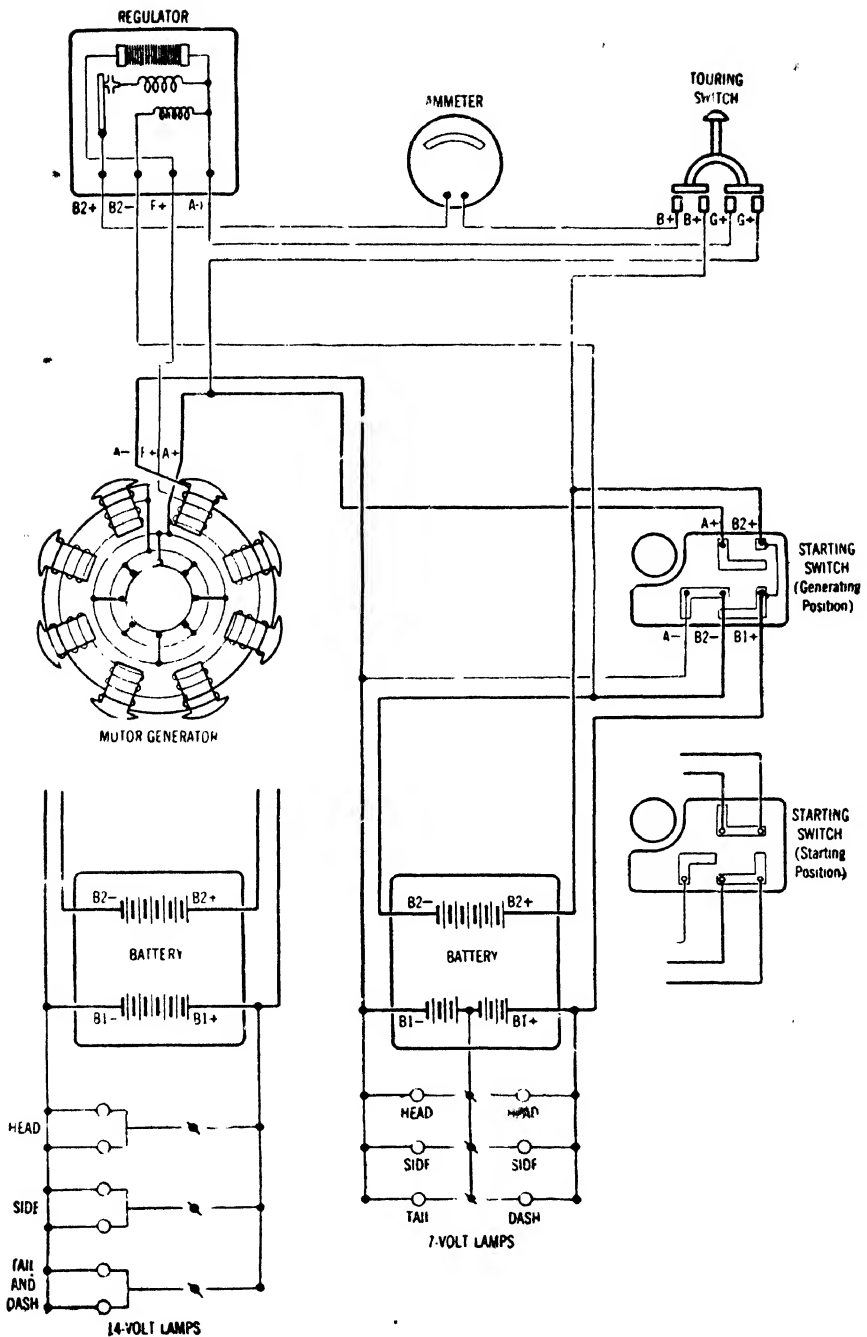 REGULATOR
AMMETER
TOURING
SWITCH
B2+ B2- F+ A+
B+ B+ G+ G+
A- F+ A+
A+ B2+
STARTING
SWITCH
(Generating
Position)
A- B2- B1+
MOTOR GENERATOR
STARTING
SWITCH
(Starting
Position)
B2- B2+
BATTERY
B1- B1+
B2- B2+
BATTERY
B1- B1+
HEAD
SIDE
TAIL
AND
DASH
14-VOLT LAMPS
HEAD HEAD
SIDE SIDE
TAIL DASH
7-VOLT LAMPS